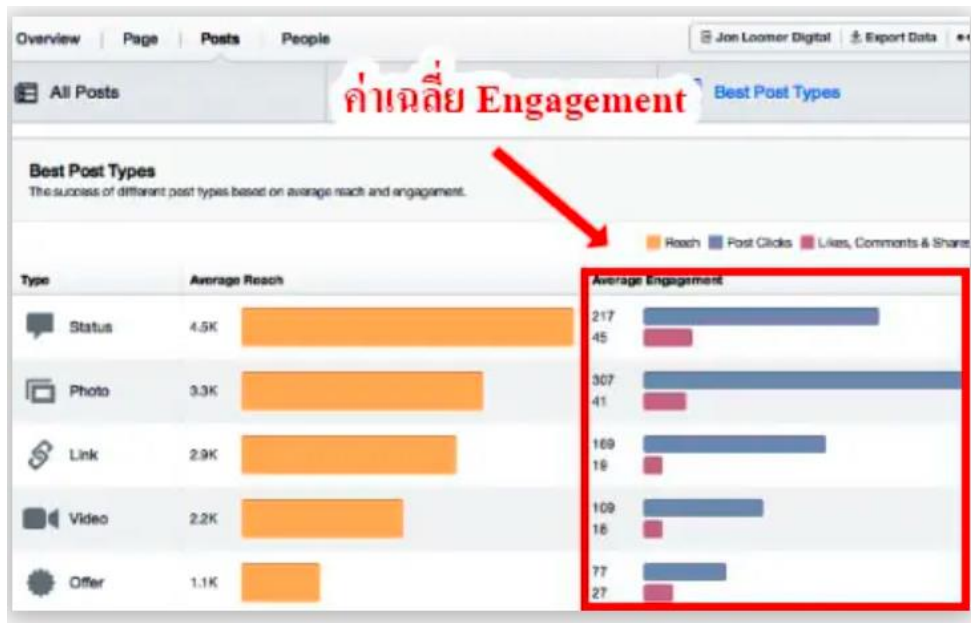 Overview Page Posts People
Jon Loomer Digital Export Data
All Posts
ค่าเฉลี่ย Engagement
Best Post Types
Best Post Types
The success of different post types based on average reach and engagement.
Reach Post Clicks Likes, Comments & Shares
Type Average Reach Average Engagement
Status 4.5K 217
45
Photo 3.3K 307
41
Link 2.9K 169
19
Video 2.2K 109
18
Offer 1.1K 77
27